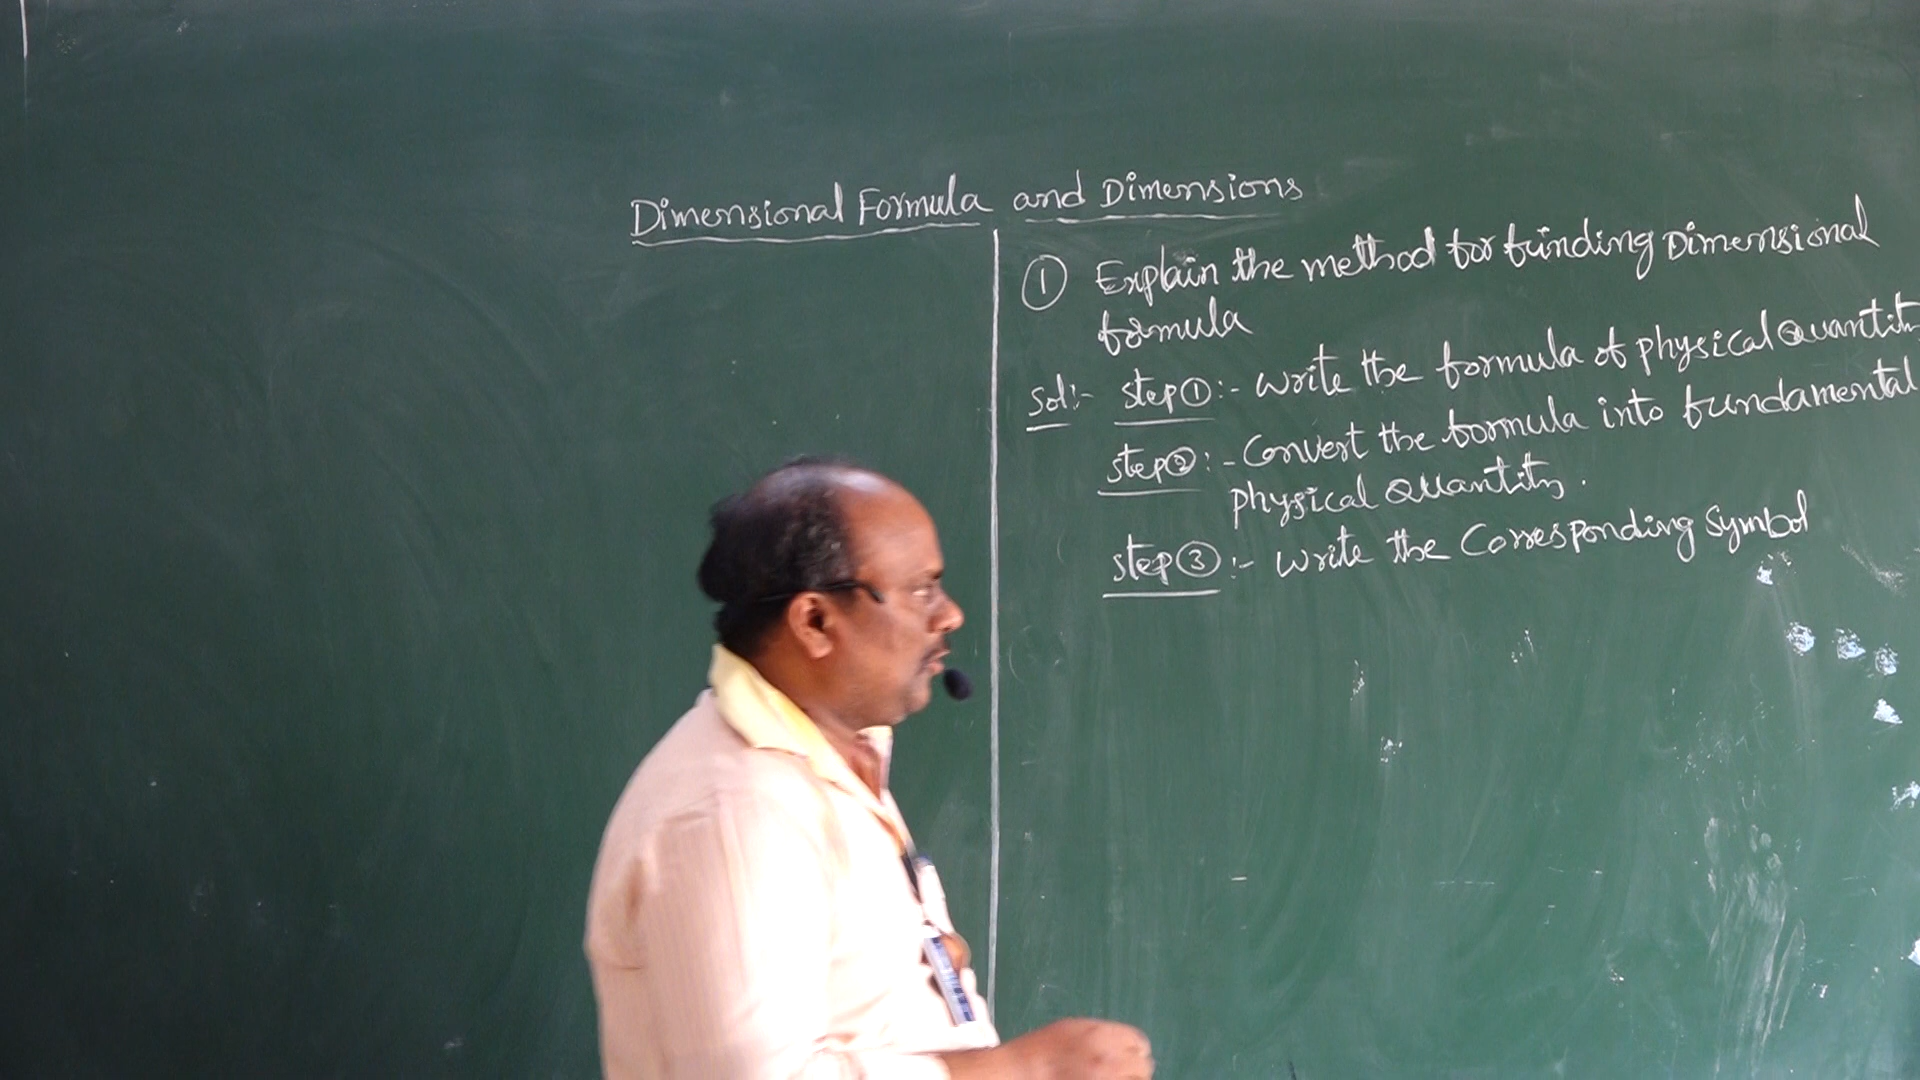 Dimensional Formula and Dimensions
① Explain the method for finding Dimensional
formula
Sol:- step①:- Write the formula of physical Quantity
step②:- Convert the formula into fundamental
physical Quantity.
step③:- Write the Corresponding Symbol